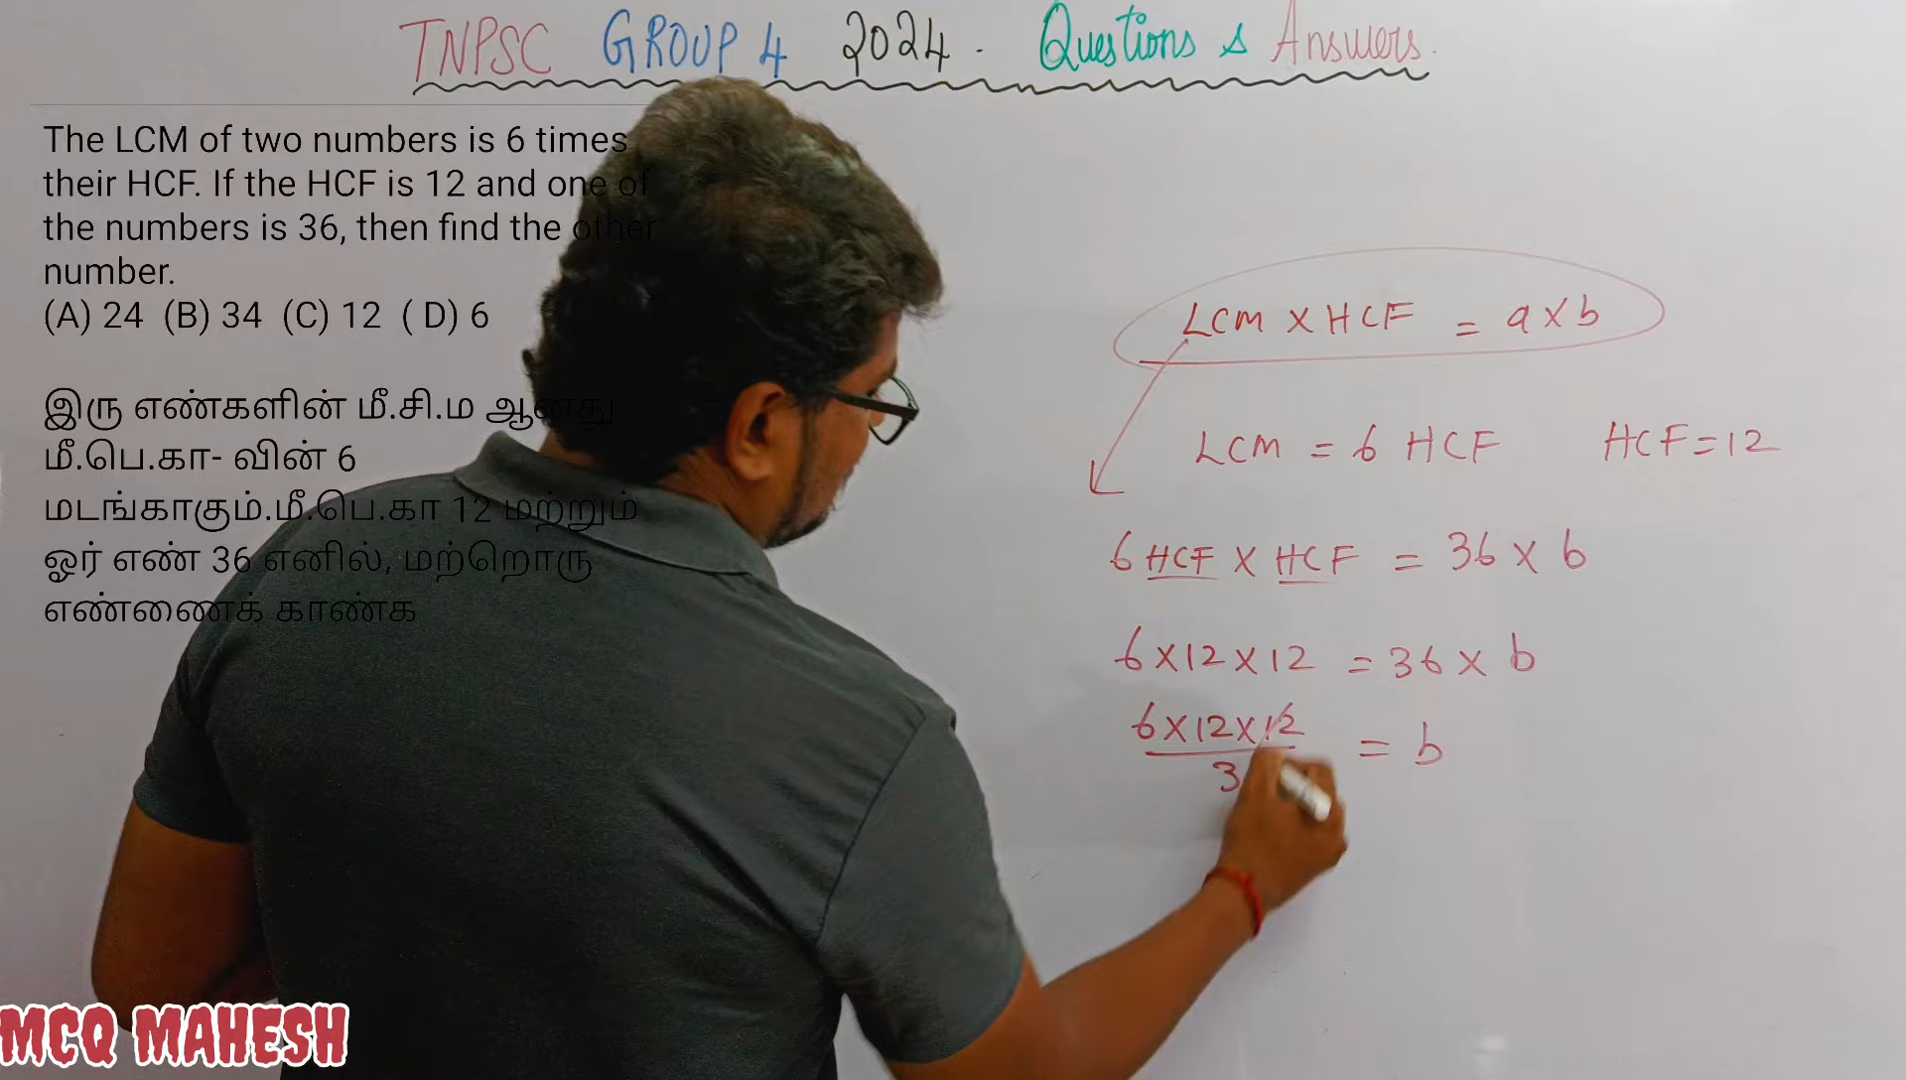 TNPSC GROUP 4 2024. Questions & Answers.
The LCM of two numbers is 6 times
their HCF. If the HCF is 12 and one of
the numbers is 36, then find the other
number.
(A) 24 (B) 34 (C) 12 ( D) 6
இரு எண்களின் மீ.சி.ம ஆனது
மீ.பெ.கா- வின் 6
மடங்காகும்.மீ.பெ.கா 12 மற்றும்
ஓர் எண் 36 எனில், மற்றொரு
எண்ணைக் காண்க
LCM X HCF = a x b
LCM = 6 HCF HCF = 12
6 HCF X HCF = 36 x b
6 x 12 x 12 = 36 x b
6 x 12 x 12 = b
3
MCQ MAHESH